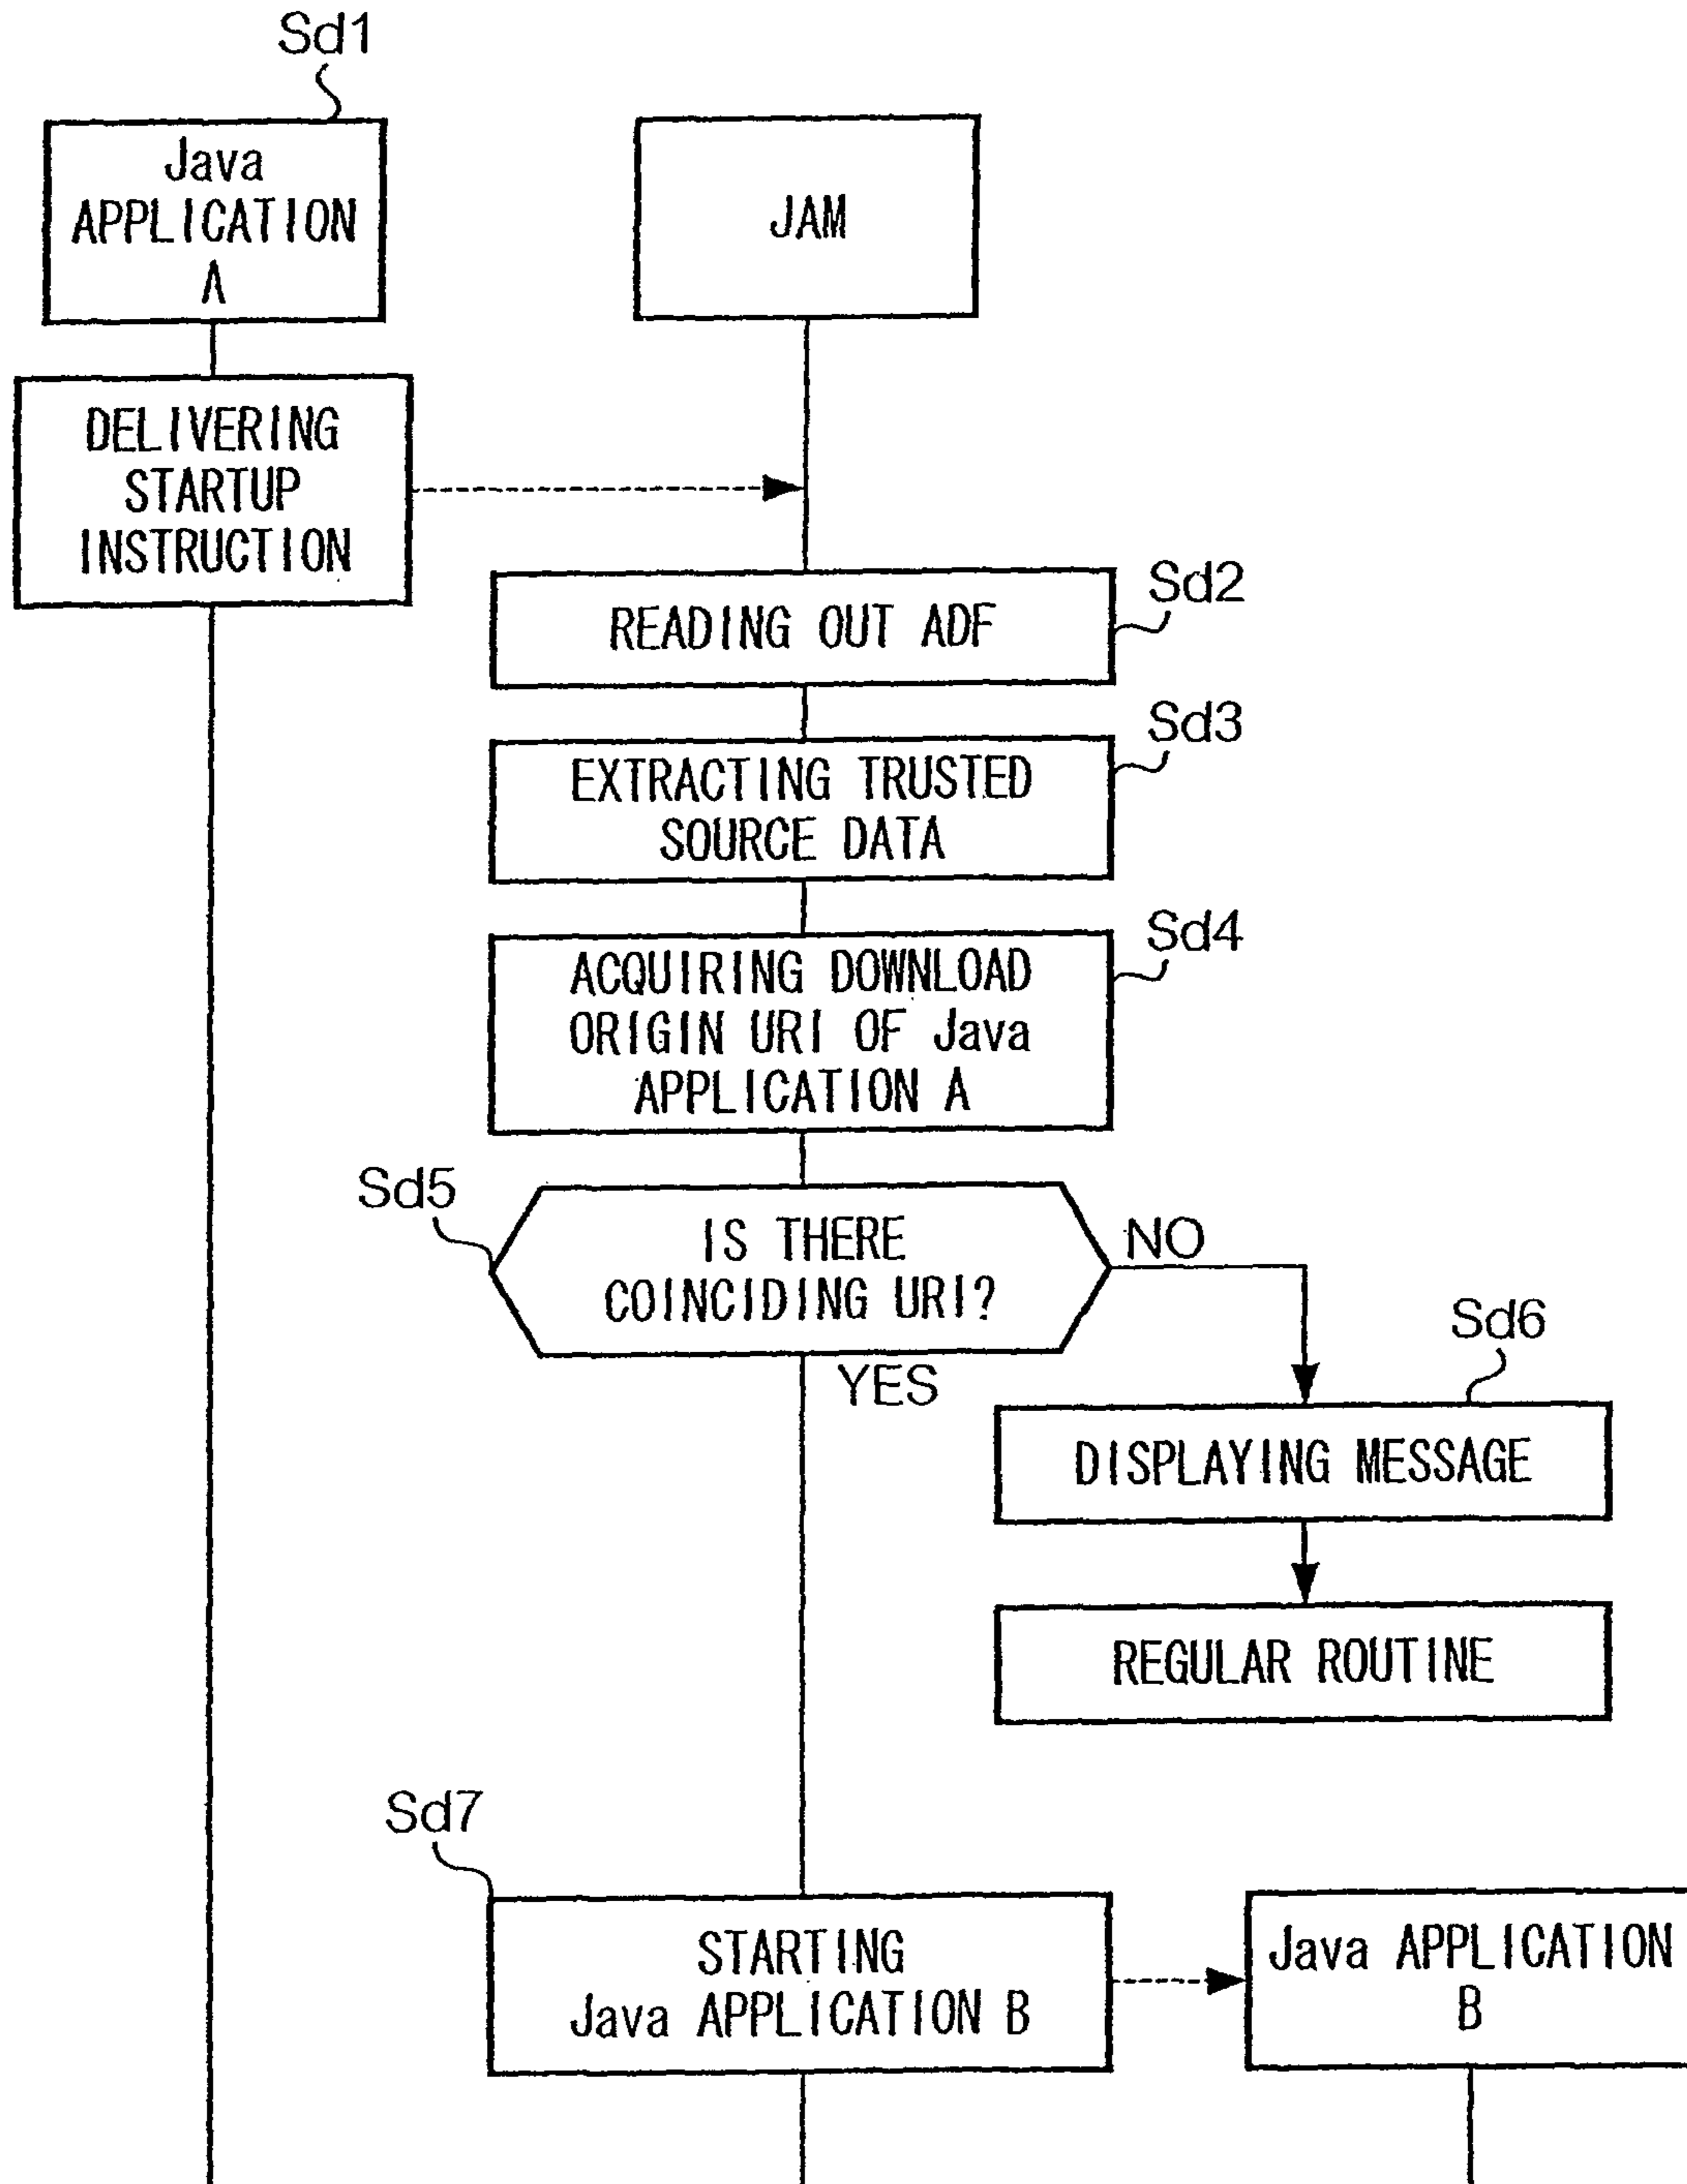 Sd1
Java
APPLICATION
A
JAM
DELIVERING
STARTUP
INSTRUCTION
Sd2
READING OUT ADF
Sd3
EXTRACTING TRUSTED
SOURCE DATA
Sd4
ACQUIRING DOWNLOAD
ORIGIN URI OF Java
APPLICATION A
Sd5
IS THERE
COINCIDING URI?
NO
YES
Sd6
DISPLAYING MESSAGE
REGULAR ROUTINE
Sd7
STARTING
Java APPLICATION B
Java APPLICATION
B